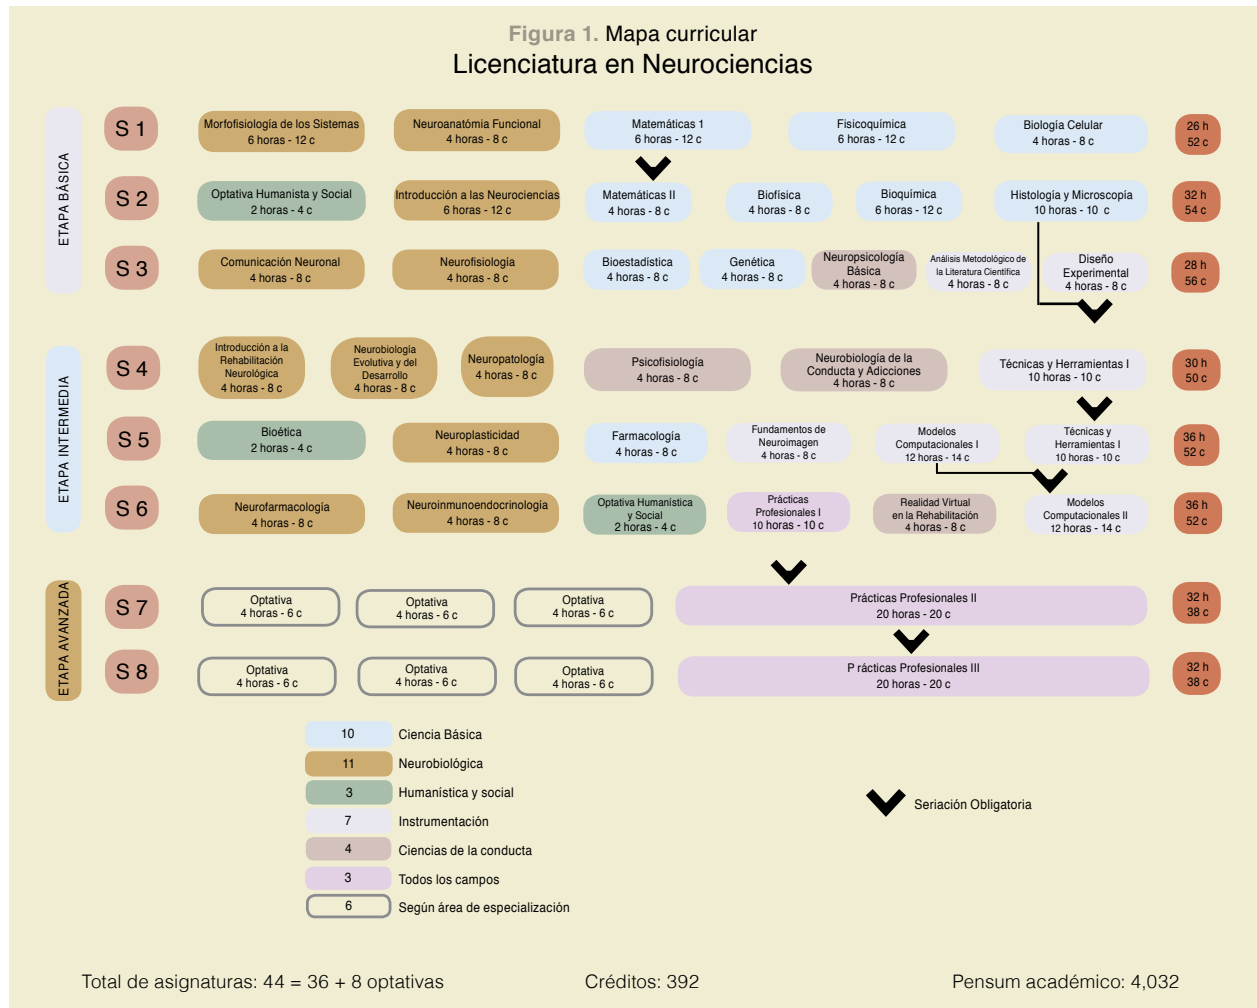 Figura 1. Mapa curricular
Licenciatura en Neurociencias
ETAPA BÁSICA
S 1
Morfofisiología de los Sistemas
6 horas - 12 c
Neuroanátomía Funcional
4 horas - 8 c
Matemáticas 1
6 horas - 12 c
Fisicoquímica
6 horas - 12 c
Biología Celular
4 horas - 8 c
26 h
52 c
S 2
Optativa Humanista y Social
2 horas - 4 c
Introducción a las Neurociencias
6 horas - 12 c
Matemáticas II
4 horas - 8 c
Biofísica
4 horas - 8 c
Bioquímica
6 horas - 12 c
Histología y Microscopía
10 horas - 10 c
32 h
54 c
S 3
Comunicación Neuronal
4 horas - 8 c
Neurofisiología
4 horas - 8 c
Bioestadística
4 horas - 8 c
Genética
4 horas - 8 c
Neuropsicología
Básica
4 horas - 8 c
Análisis Metodológico de
la Literatura Científica
4 horas - 8 c
Diseño
Experimental
4 horas - 8 c
28 h
56 c
ETAPA INTERMEDIA
S 4
Introducción a la
Rehabilitación
Neurológica
4 horas - 8 c
Neurobiología
Evolutiva y del
Desarrollo
4 horas - 8 c
Neuropatología
4 horas - 8 c
Psicofisiología
4 horas - 8 c
Neurobiología de la
Conducta y Adicciones
4 horas - 8 c
Técnicas y Herramientas I
10 horas - 10 c
30 h
50 c
S 5
Bioética
2 horas - 4 c
Neuroplasticidad
4 horas - 8 c
Farmacología
4 horas - 8 c
Fundamentos de
Neuroimagen
4 horas - 8 c
Modelos
Computacionales I
12 horas - 14 c
Técnicas y
Herramientas I
10 horas - 10 c
36 h
52 c
S 6
Neurofarmacología
4 horas - 8 c
Neuroinmunoendocrinología
4 horas - 8 c
Optativa Humanística
y Social
2 horas - 4 c
Prácticas
Profesionales I
10 horas - 10 c
Realidad Virtual
en la Rehabilitación
4 horas - 8 c
Modelos
Computacionales II
12 horas - 14 c
36 h
52 c
ETAPA AVANZADA
S 7
Optativa
4 horas - 6 c
Optativa
4 horas - 6 c
Optativa
4 horas - 6 c
Prácticas Profesionales II
20 horas - 20 c
32 h
38 c
S 8
Optativa
4 horas - 6 c
Optativa
4 horas - 6 c
Optativa
4 horas - 6 c
P rácticas Profesionales III
20 horas - 20 c
32 h
38 c
10 Ciencia Básica
11 Neurobiológica
3 Humanística y social
7 Instrumentación
4 Ciencias de la conducta
3 Todos los campos
6 Según área de especialización
Seriación Obligatoria
Total de asignaturas: 44 = 36 + 8 optativas
Créditos: 392
Pensum académico: 4,032